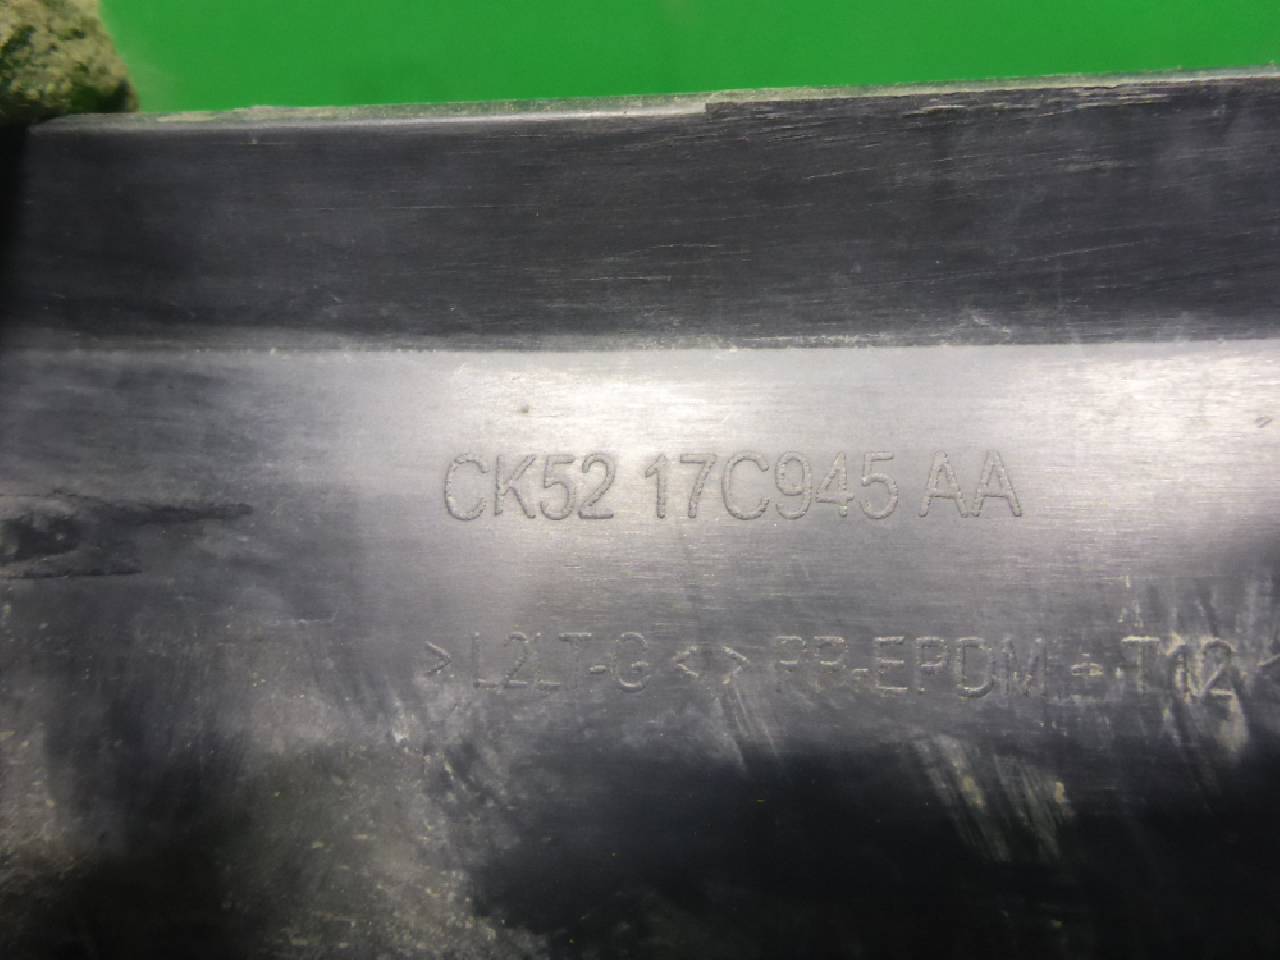 CK52 17C945 AA
>L2LT-G<>PP-EPDM + T12<